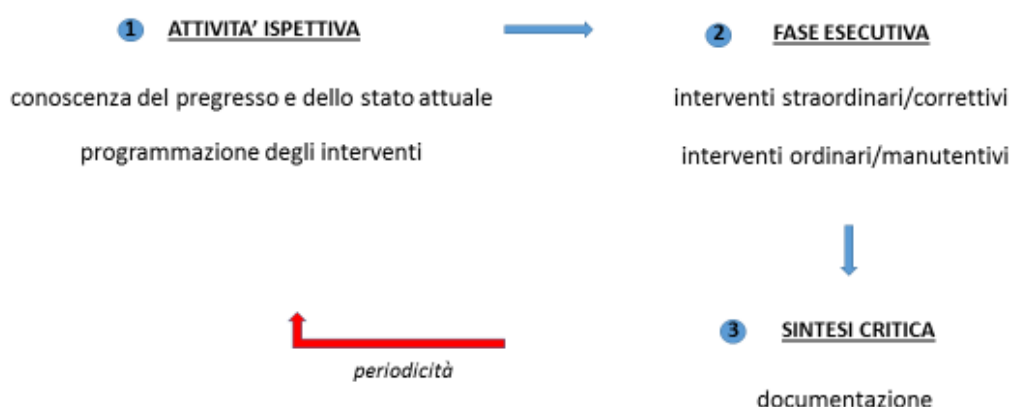 1 ATTIVITA' ISPETTIVA
conoscenza del pregresso e dello stato attuale
programmazione degli interventi
2 FASE ESECUTIVA
interventi straordinari/correttivi
interventi ordinari/manutentivi
3 SINTESI CRITICA
documentazione
periodicità